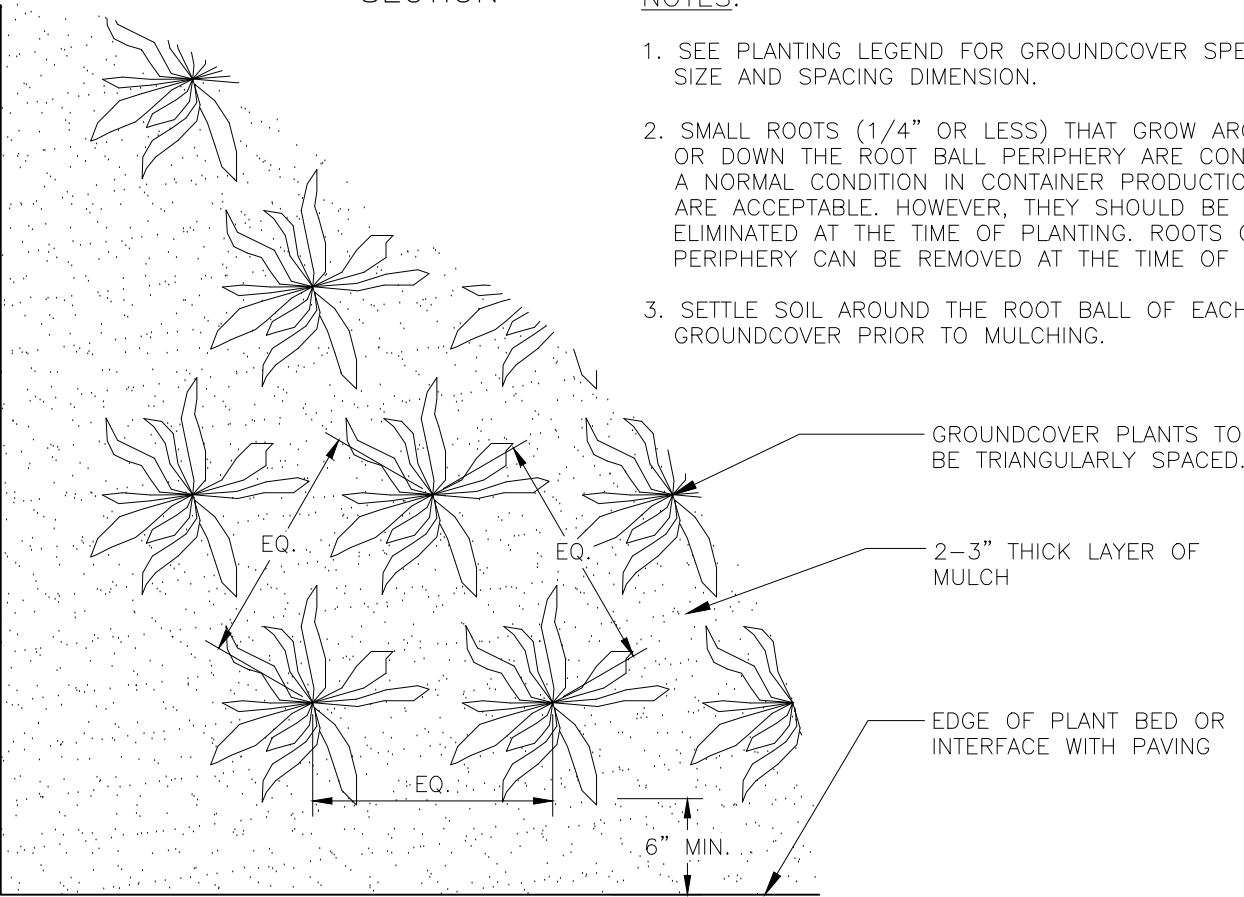 SECTION
NOTES:
1. SEE PLANTING LEGEND FOR GROUNDCOVER SPE
SIZE AND SPACING DIMENSION.
2. SMALL ROOTS (1/4” OR LESS) THAT GROW ARO
OR DOWN THE ROOT BALL PERIPHERY ARE CON
A NORMAL CONDITION IN CONTAINER PRODUCTIO
ARE ACCEPTABLE. HOWEVER, THEY SHOULD BE
ELIMINATED AT THE TIME OF PLANTING. ROOTS O
PERIPHERY CAN BE REMOVED AT THE TIME OF
3. SETTLE SOIL AROUND THE ROOT BALL OF EACH
GROUNDCOVER PRIOR TO MULCHING.
GROUNDCOVER PLANTS TO
BE TRIANGULARLY SPACED.
EQ.
EQ.
2–3” THICK LAYER OF
MULCH
EDGE OF PLANT BED OR
INTERFACE WITH PAVING
EQ.
6” MIN.